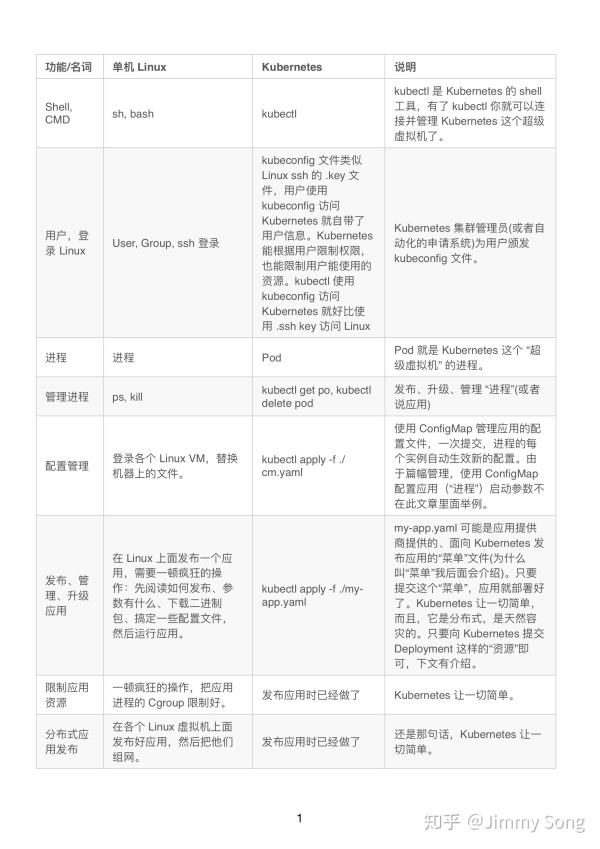 功能/名词 单机 Linux Kubernetes 说明
Shell,
CMD
sh, bash
kubectl
kubectl 是 Kubernetes 的 shell
工具，有了 kubectl 你就可以连
接并管理 Kubernetes 这个超级
虚拟机了。
用户，登
录 Linux
User, Group, ssh 登录
kubeconfig 文件类似
Linux ssh 的 .key 文
件，用户使用
kubeconfig 访问
Kubernetes 就自带了
用户信息。Kubernetes
能根据用户限制权限，
也能限制用户能使用的
资源。kubectl 使用
kubeconfig 访问
Kubernetes 就好比使
用 .ssh key 访问 Linux
Kubernetes 集群管理员(或者自
动化的申请系统)为用户颁发
kubeconfig 文件。
进程
进程
Pod
Pod 就是 Kubernetes 这个 “超
级虚拟机” 的进程。
管理进程
ps, kill
kubectl get po, kubectl
delete pod
发布、升级、管理 “进程”(或者
说应用)
配置管理
登录各个 Linux VM，替换
机器上的文件。
kubectl apply -f ./
cm.yaml
使用 ConfigMap 管理应用的配
置文件，一次提交，进程的每
个实例自动生效新的配置。由
于篇幅管理，使用 ConfigMap
配置应用（“进程”）启动参数不
在此文章里面举例。
发布、管
理、升级
应用
在 Linux 上面发布一个应
用，需要一顿疯狂的操
作：先阅读如何发布、参
数有什么、下载二进制
包、搞定一些配置文件，
然后运行应用。
kubectl apply -f ./my-
app.yaml
my-app.yaml 可能是应用提供
商提供的、面向 Kubernetes 发
布应用的“菜单”文件(为什么
叫“菜单”我后面会介绍)。只要
提交这个“菜单”，应用就部署好
了。Kubernetes 让一切简单，
而且，它是分布式，是天然容
灾的。只要向 Kubernetes 提交
Deployment 这样的“资源”即
可，下文有介绍。
限制应用
资源
一顿疯狂的操作，把应用
进程的 Cgroup 限制好。
发布应用时已经做了
Kubernetes 让一切简单。
分布式应
用发布
在各个 Linux 虚拟机上面
发布好应用，然后把他们
组网。
发布应用时已经做了
还是那句话，Kubernetes 让一
切简单。
1
知乎 @Jimmy Song